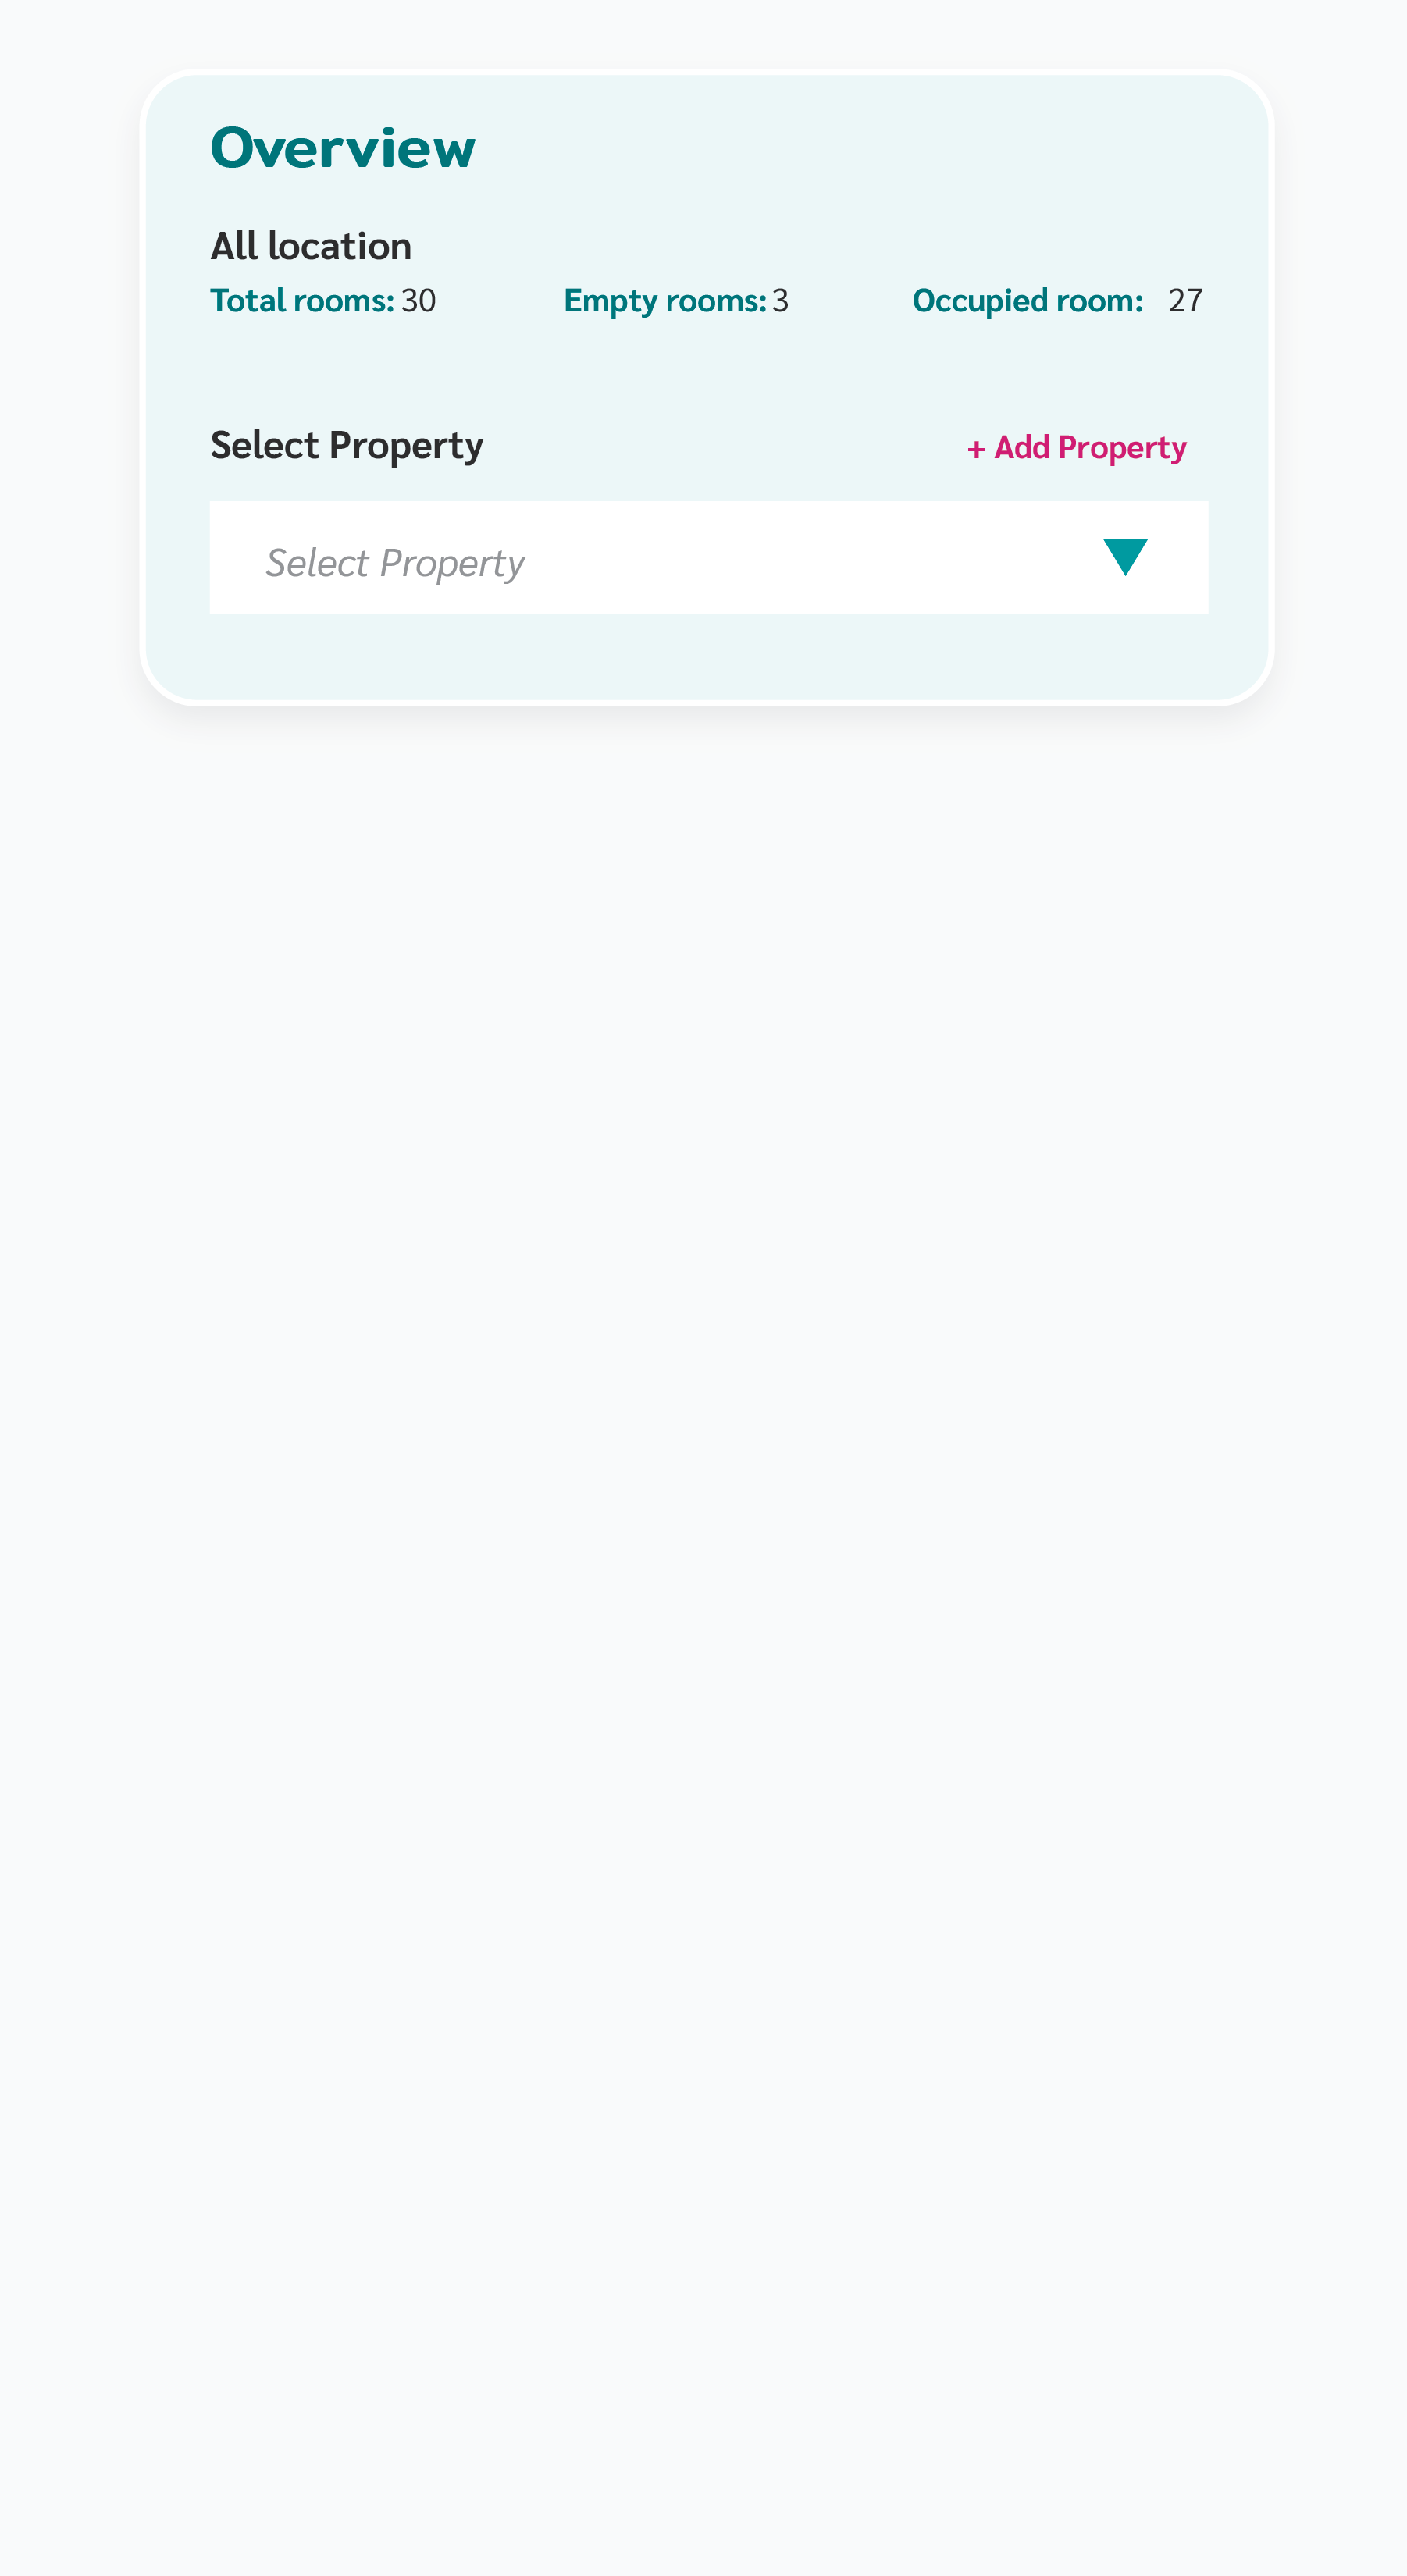 Overview
All location
Total rooms: 30 Empty rooms: 3 Occupied room: 27
Select Property + Add Property
Select Property